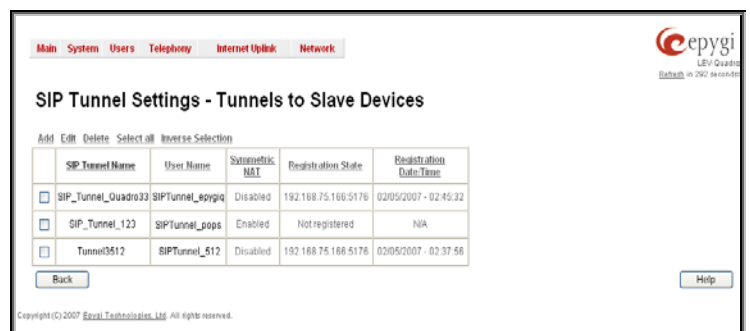 Main System Users Telephony Internet Uplink Network
epygi
LEV-Quadro
Refresh in 292 seconds
SIP Tunnel Settings - Tunnels to Slave Devices
Add Edit Delete Select all Inverse Selection
SIP Tunnel Name User Name Symmetric NAT Registration State Registration Date/Time
SIP_Tunnel_Quadro33 SIPTunnel_epygiq Disabled 192.168.75.166:5176 02/05/2007 - 02:45:32
SIP_Tunnel_123 SIPTunnel_pops Enabled Not registered N/A
Tunnel3512 SIPTunnel_512 Disabled 192.168.75.166:5176 02/05/2007 - 02:37:56
Back Help
Copyright (C) 2007 Epygi Technologies, Ltd. All rights reserved.